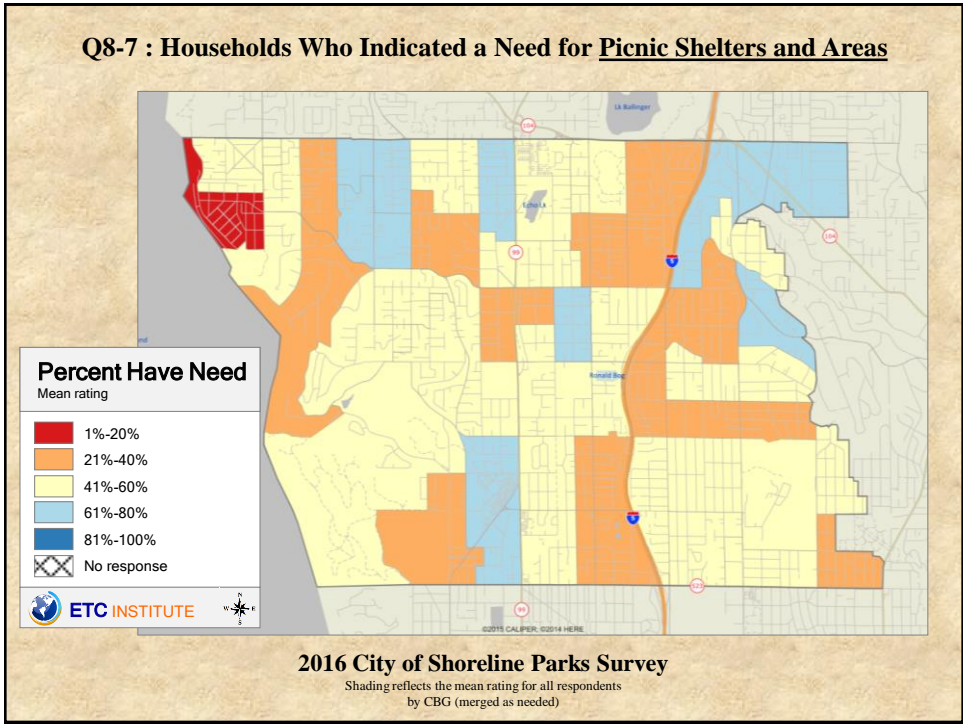 Q8-7 : Households Who Indicated a Need for Picnic Shelters and Areas
Lk Ballinger
104
Echo Lk
104
99
5
nd
Ronald Bog
Percent Have Need
Mean rating
1%-20%
21%-40%
41%-60%
61%-80%
81%-100%
No response
5
ETC INSTITUTE
N
W E
S
523
99
©2015 CALIPER; ©2014 HERE
2016 City of Shoreline Parks Survey
Shading reflects the mean rating for all respondents
by CBG (merged as needed)